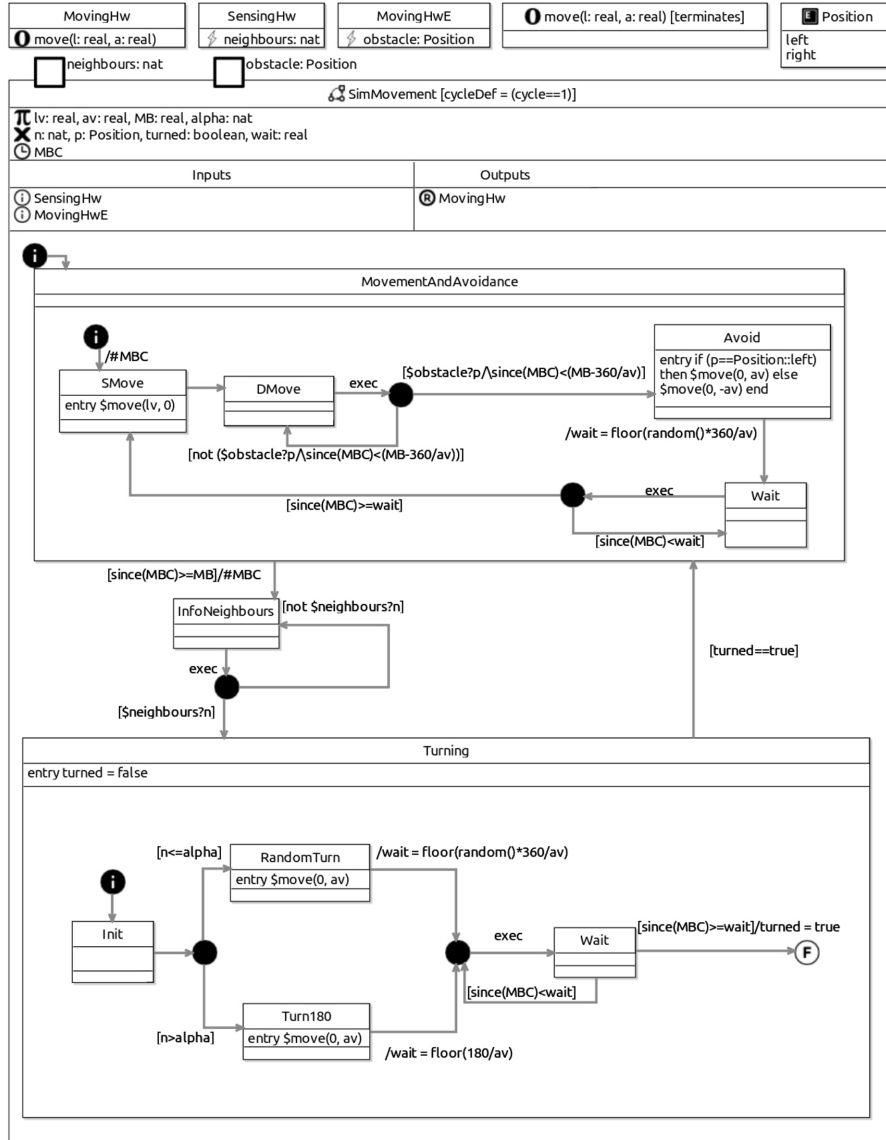 MovingHw
move(l: real, a: real)
SensingHw
neighbours: nat
MovingHwE
obstacle: Position
move(l: real, a: real) [terminates]
E Position
left
right
neighbours: nat
obstacle: Position
SimMovement [cycleDef = (cycle==1)]
π lv: real, av: real, MB: real, alpha: nat
X n: nat, p: Position, turned: boolean, wait: real
MBC
Inputs
Outputs
i SensingHw
i MovingHwE
R MovingHw
i
MovementAndAvoidance
i
/#MBC
SMove
entry $move(lv, 0)
DMove
exec
[$obstacle?p/\since(MBC)<(MB-360/av)]
[not ($obstacle?p/\since(MBC)<(MB-360/av))]
Avoid
entry if (p==Position::left)
then $move(0, av) else
$move(0, -av) end
/wait = floor(random()*360/av)
Wait
exec
[since(MBC)>=wait]
[since(MBC)<wait]
[since(MBC)>=MB]/#MBC
InfoNeighbours
[not $neighbours?n]
exec
[$neighbours?n]
[turned==true]
Turning
entry turned = false
i
Init
[n<=alpha]
RandomTurn
entry $move(0, av)
/wait = floor(random()*360/av)
[n>alpha]
Turn180
entry $move(0, av)
/wait = floor(180/av)
exec
Wait
[since(MBC)<wait]
[since(MBC)>=wait]/turned = true
F